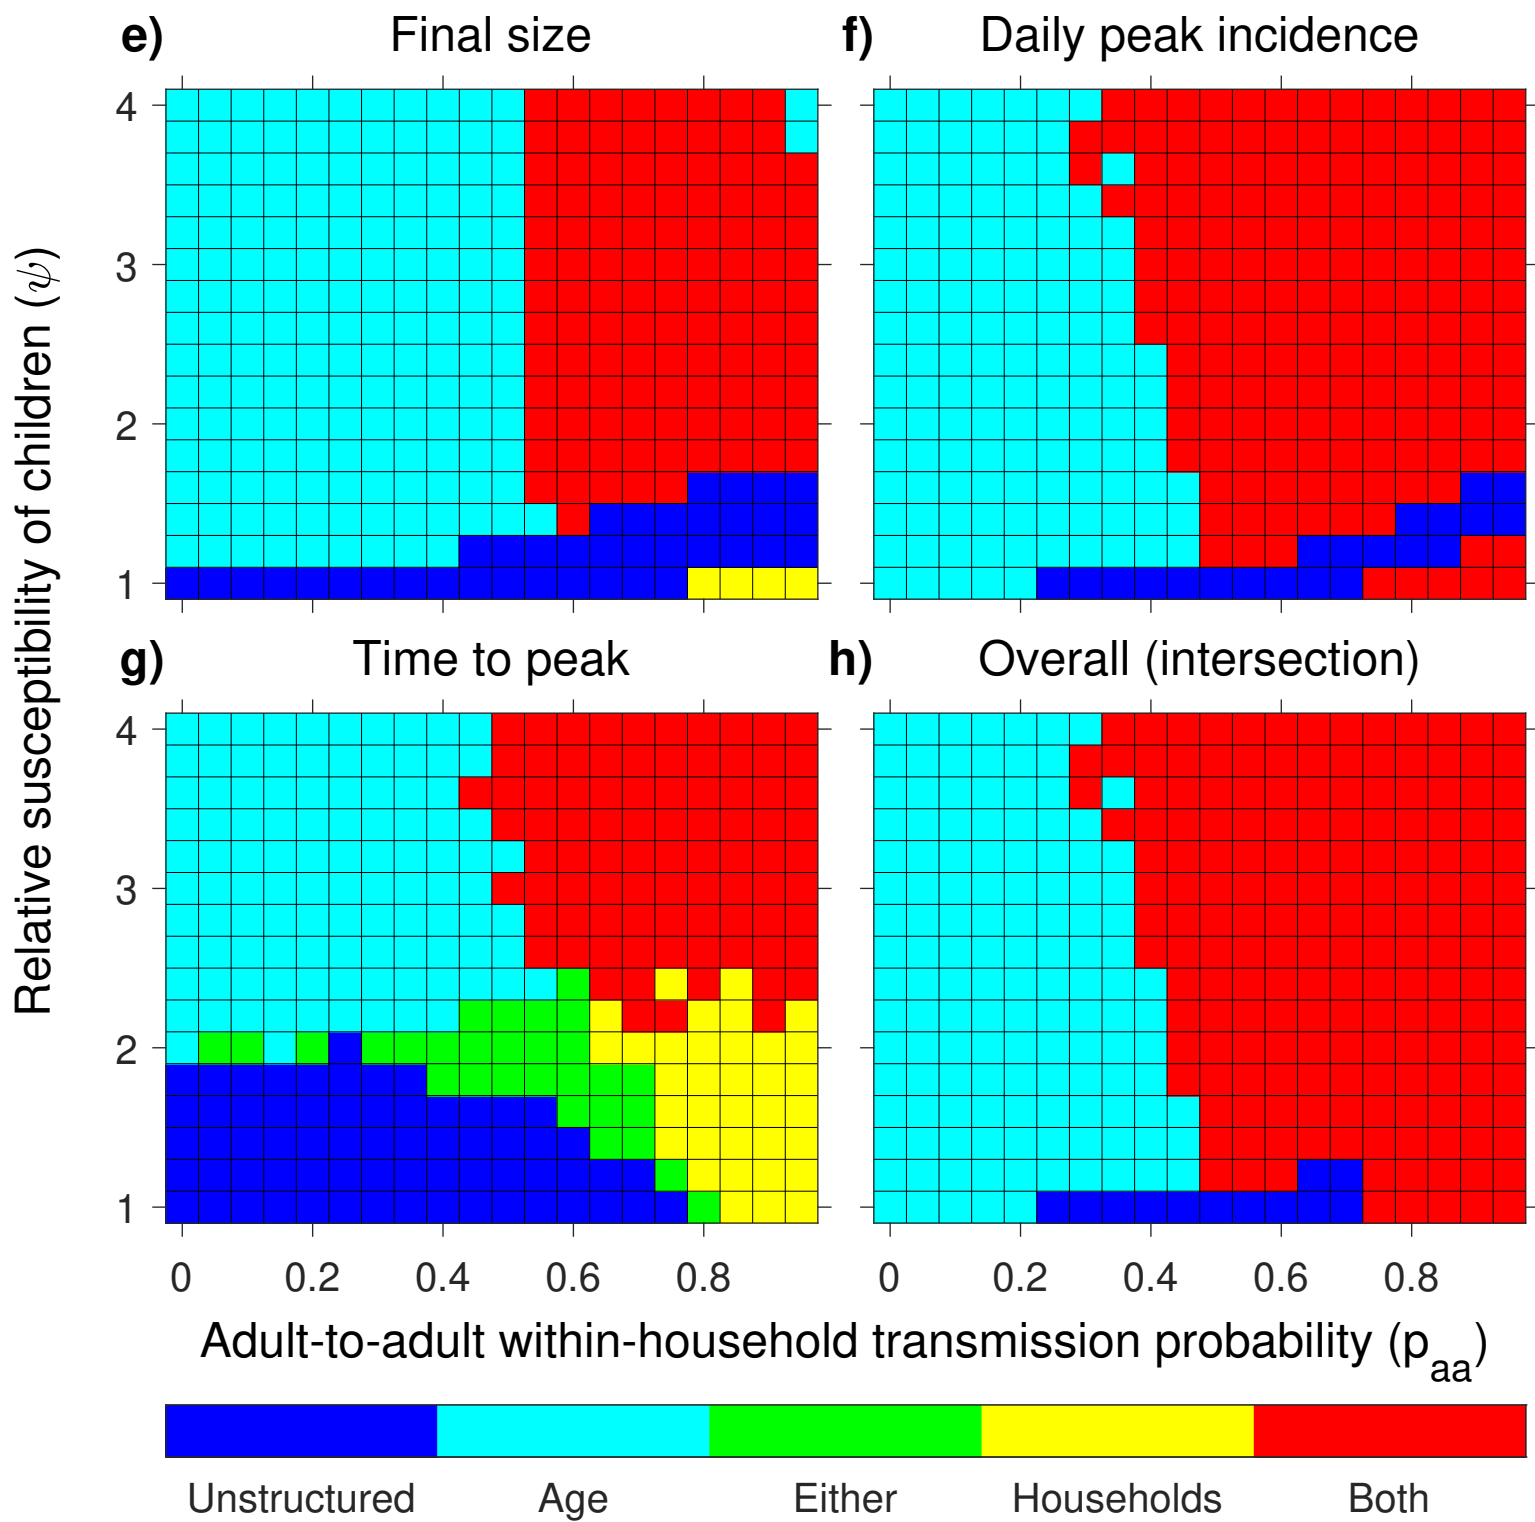 e) Final size
f) Daily peak incidence
4
3
2
1
g) Time to peak
h) Overall (intersection)
4
3
2
1
0 0.2 0.4 0.6 0.8
0 0.2 0.4 0.6 0.8
Relative susceptibility of children (ψ)
Adult-to-adult within-household transmission probability (p_aa)
Unstructured Age Either Households Both